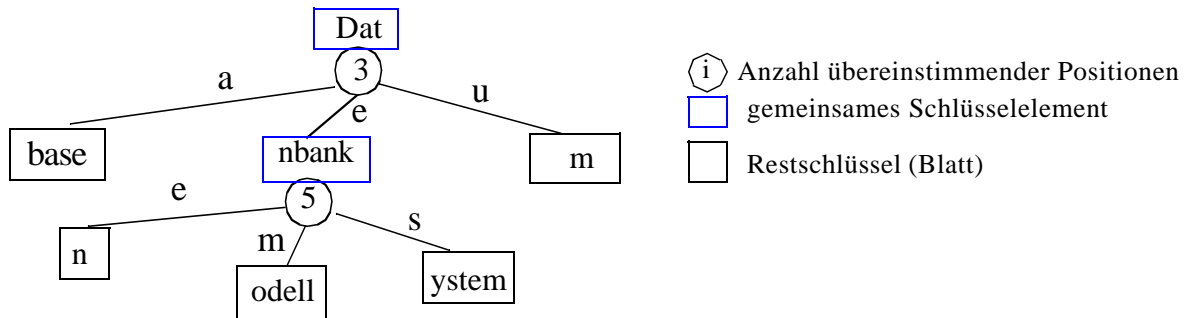 Dat
3
a
e
u
base
nbank
m
5
e
m
s
n
odell
ystem
i Anzahl übereinstimmender Positionen
gemeinsames Schlüsselelement
Restschlüssel (Blatt)